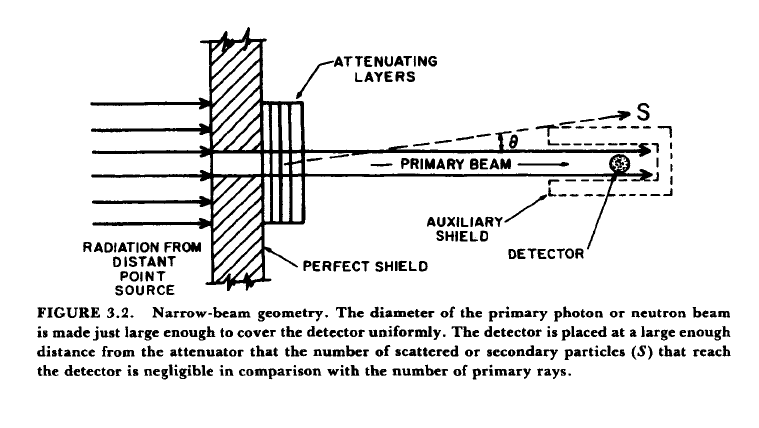 ATTENUATING
LAYERS
S
θ
PRIMARY BEAM
AUXILIARY
SHIELD
DETECTOR
RADIATION FROM
DISTANT
POINT
SOURCE
PERFECT SHIELD
FIGURE 3.2. Narrow-beam geometry. The diameter of the primary photon or neutron beam
is made just large enough to cover the detector uniformly. The detector is placed at a large enough
distance from the attenuator that the number of scattered or secondary particles (S) that reach
the detector is negligible in comparison with the number of primary rays.